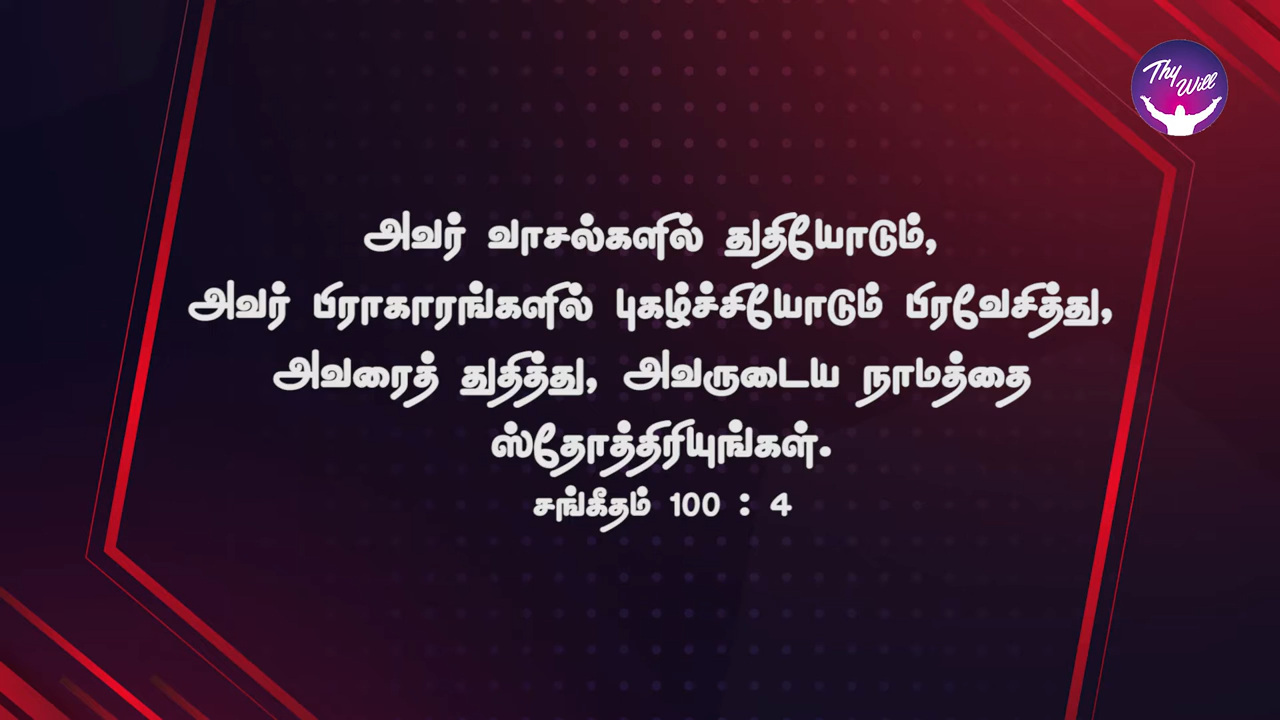 Thy Will
அவர் வாசல்களில் துதியோடும்,
அவர் பிராகாரங்களில் புகழ்ச்சியோடும் பிரவேசித்து,
அவரைத் துதித்து, அவருடைய நாமத்தை
ஸ்தோத்திரியுங்கள்.
சங்கீதம் 100 : 4